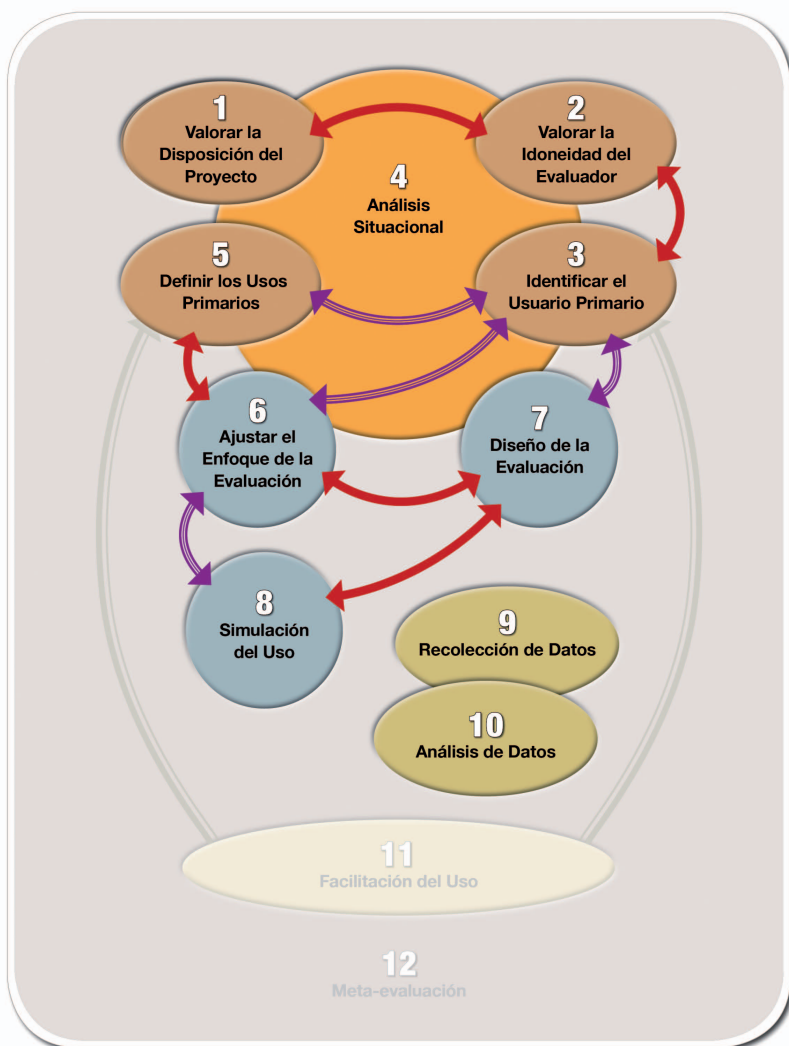 1
Valorar la
Disposición del
Proyecto
2
Valorar la
Idoneidad del
Evaluador
4
Análisis
Situacional
5
Definir los Usos
Primarios
3
Identificar el
Usuario Primario
6
Ajustar el
Enfoque de la
Evaluación
7
Diseño de la
Evaluación
8
Simulación
del Uso
9
Recolección de Datos
10
Análisis de Datos
11
Facilitación del Uso
12
Meta-evaluación